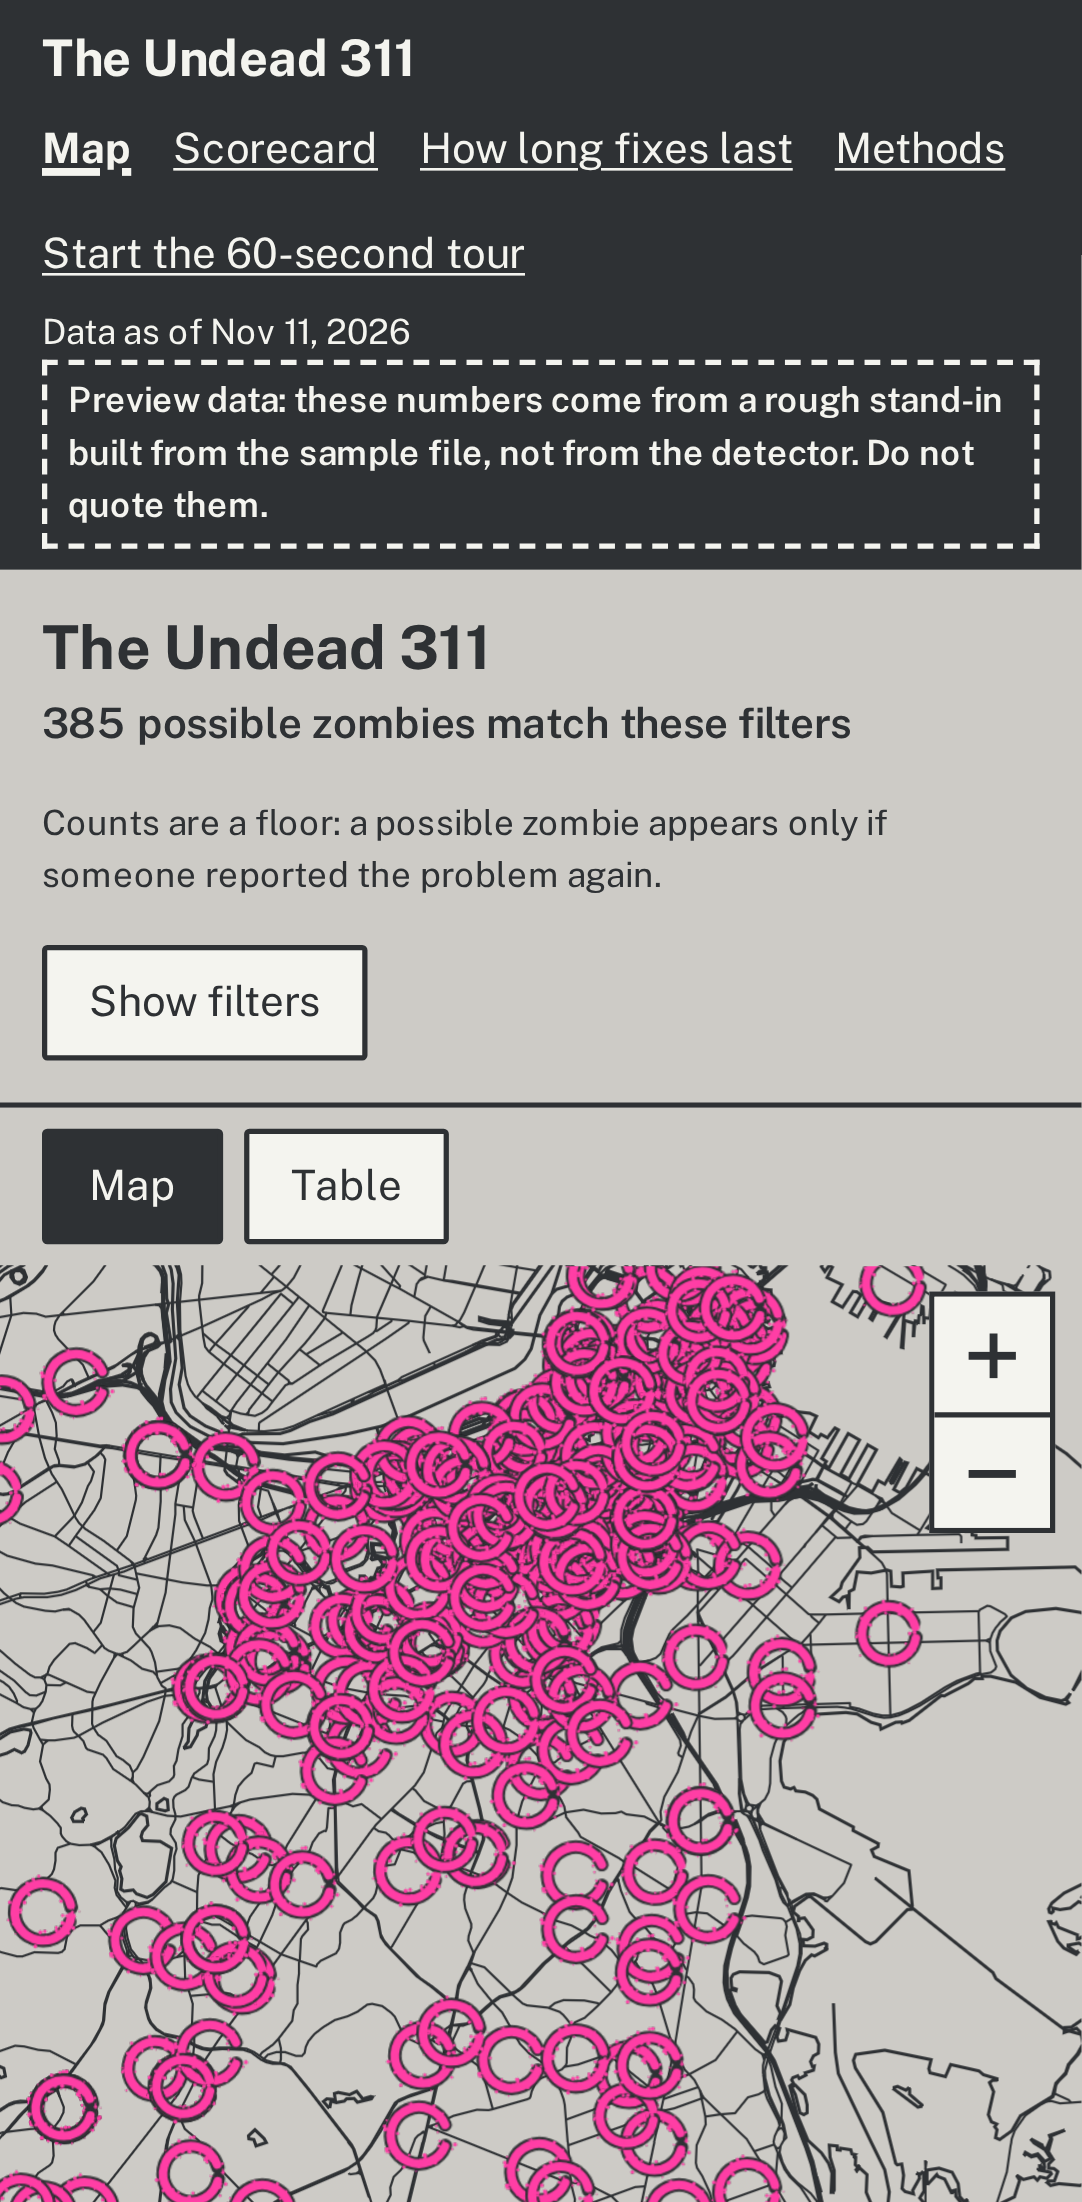 The Undead 311
Map Scorecard How long fixes last Methods
Start the 60-second tour
Data as of Nov 11, 2026
Preview data: these numbers come from a rough stand-in
built from the sample file, not from the detector. Do not
quote them.
The Undead 311
385 possible zombies match these filters
Counts are a floor: a possible zombie appears only if
someone reported the problem again.
Show filters
Map Table
+
−